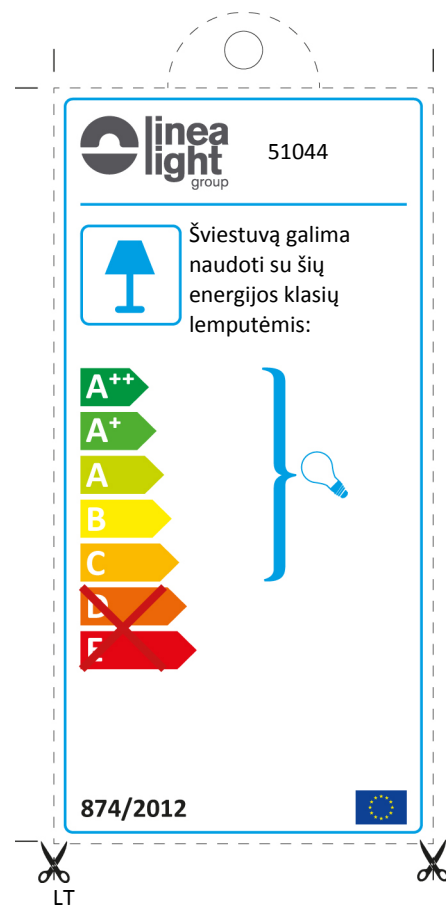 linea
light
group
51044
Šviestuvą galima
naudoti su šių
energijos klasių
lemputėmis:
A++
A+
A
B
C
D
E
874/2012
LT